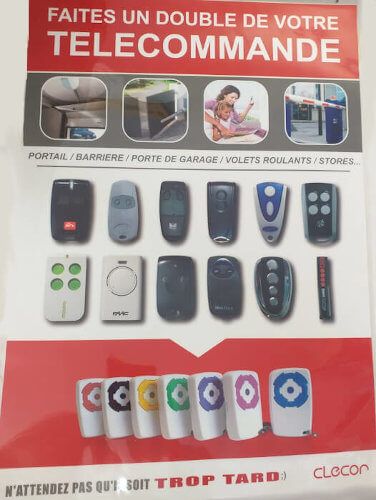 FAITES UN DOUBLE DE VOTRE
TELECOMMANDE
PORTAIL / BARRIERE / PORTE DE GARAGE / VOLETS ROULANTS / STORES...
FAAC
N'ATTENDEZ PAS QU'IL SOIT TROP TARD ;)
CLECOR